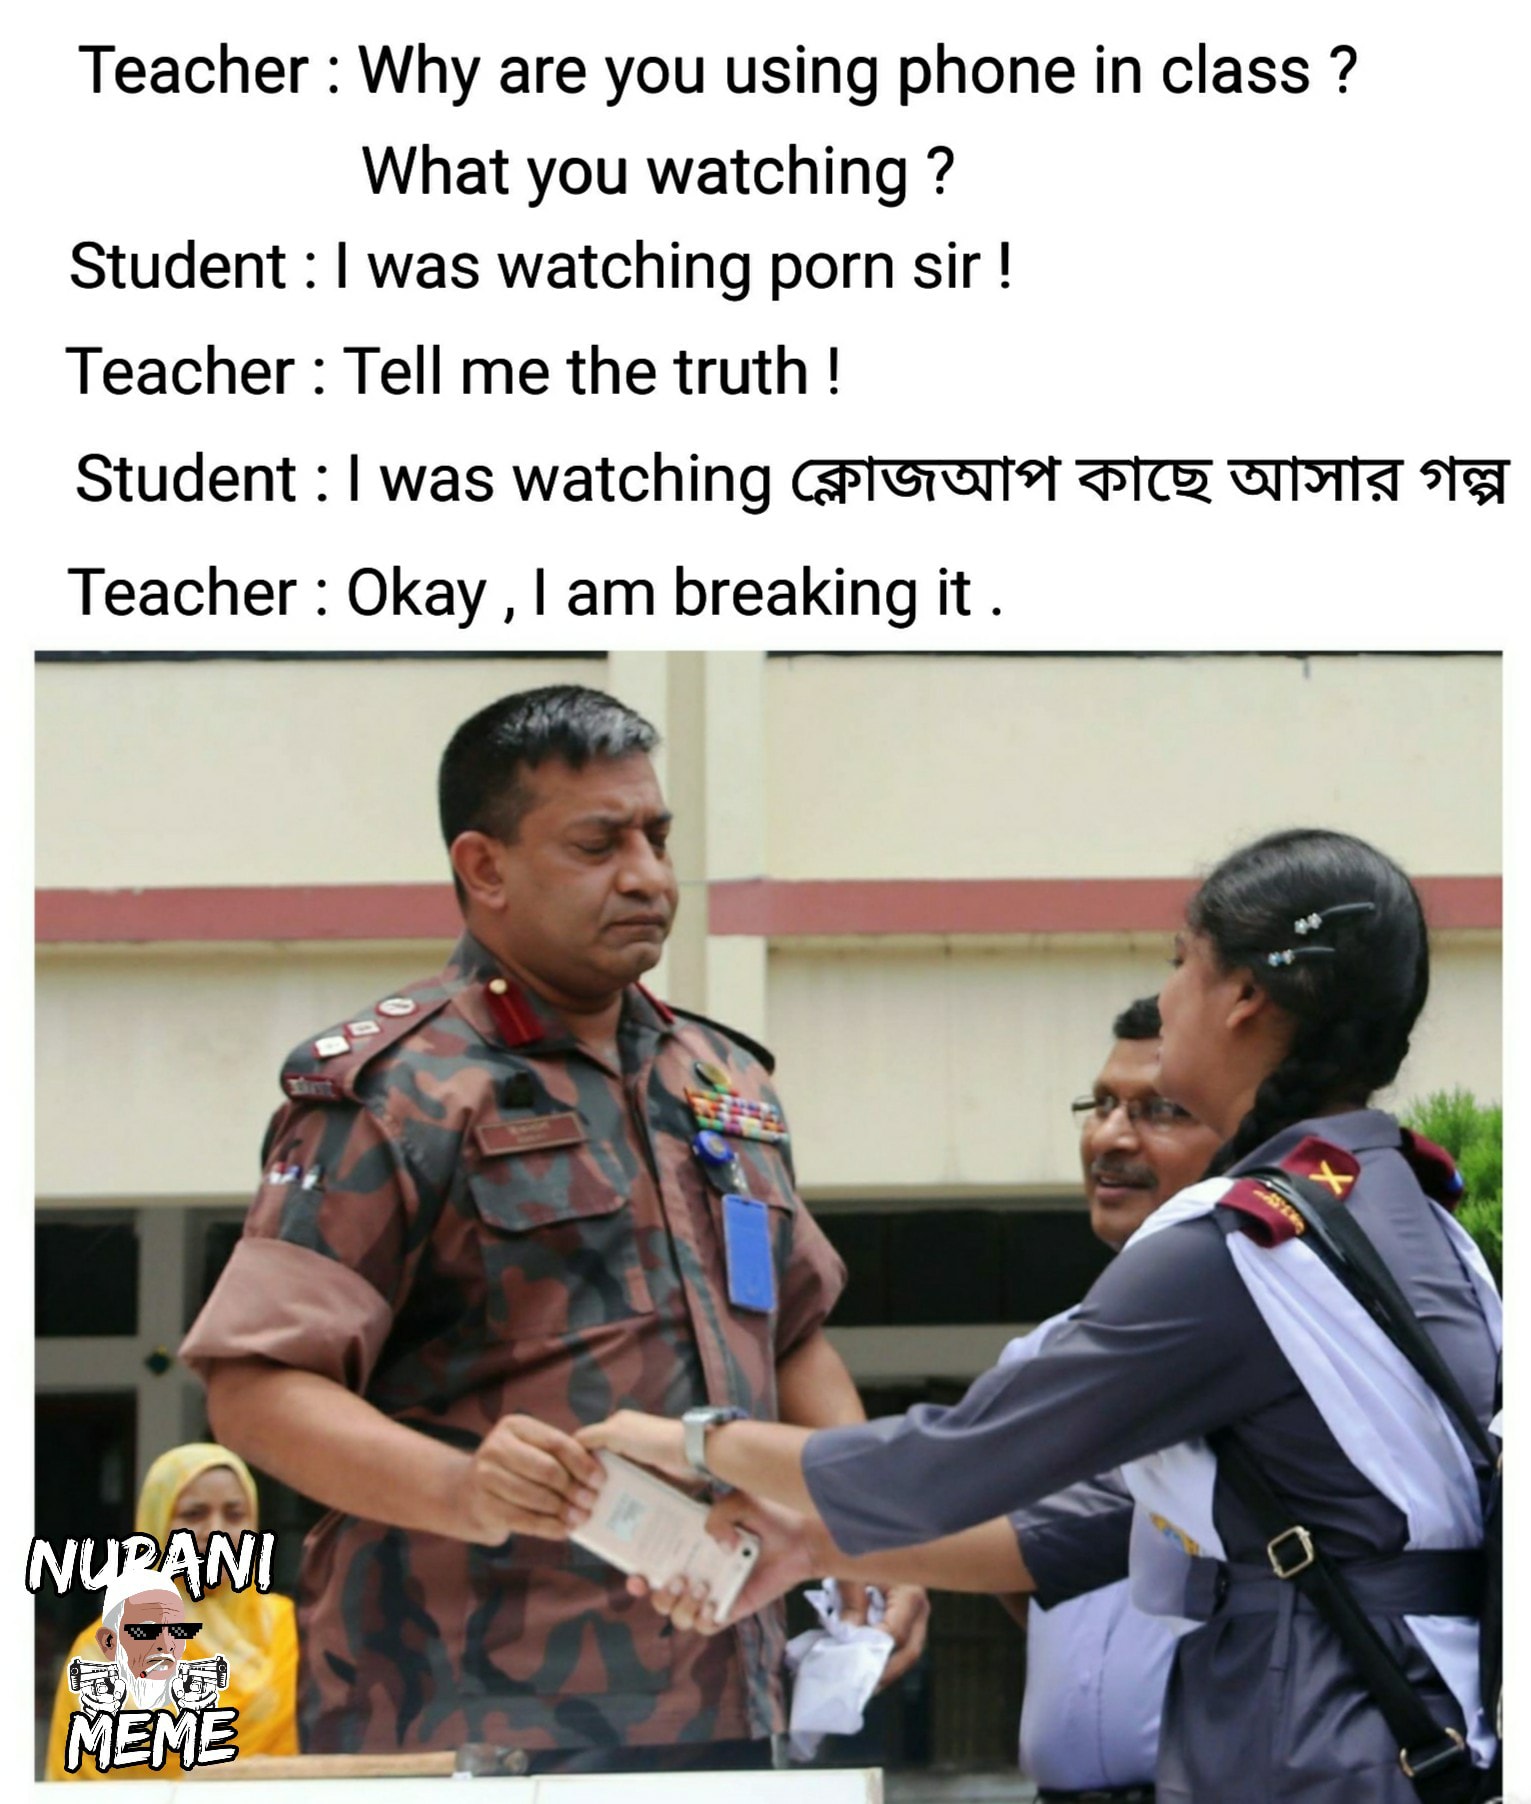 Teacher : Why are you using phone in class ?
What you watching ?
Student : I was watching porn sir !
Teacher : Tell me the truth !
Student : I was watching ক্লোজআপ কাছে আসার গল্প
Teacher : Okay , I am breaking it .
NURANI
MEME